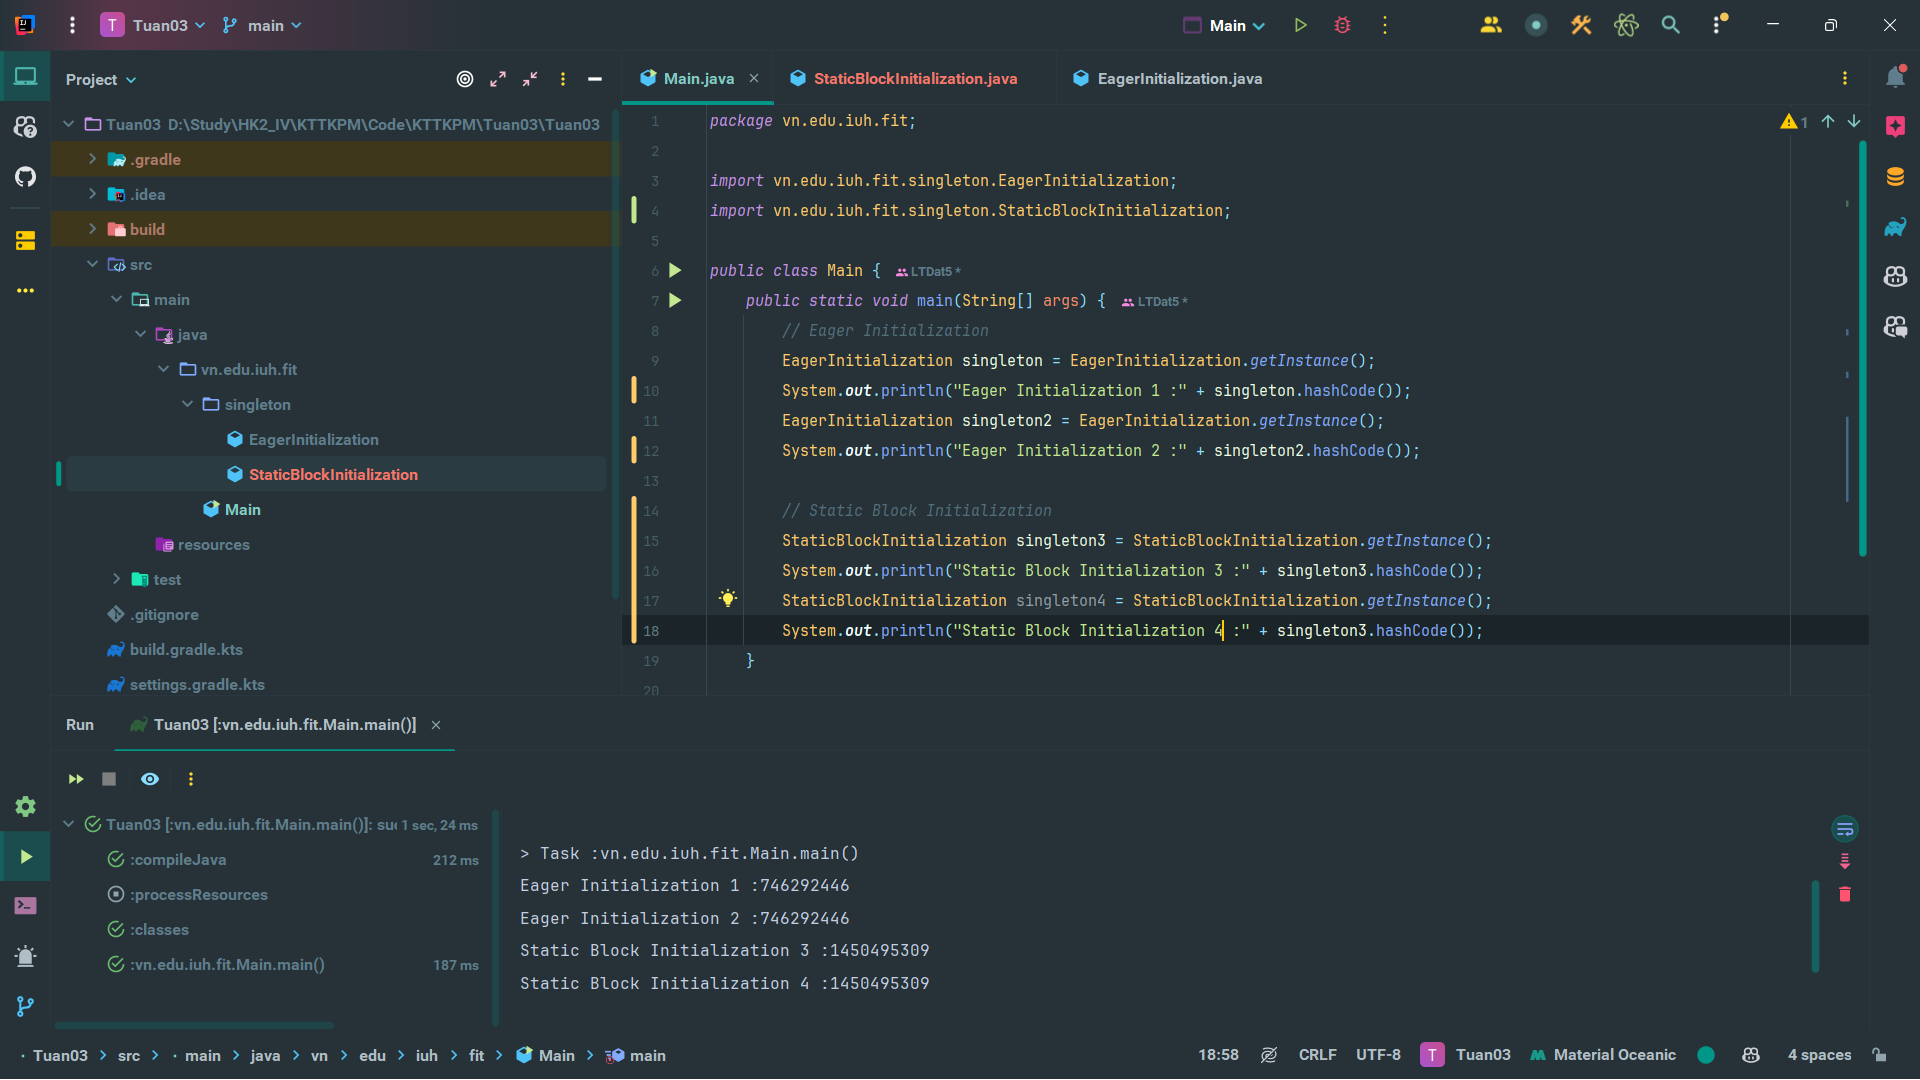 T Tuan03 main Main
Project
Tuan03 D:\Study\HK2_IV\KTTKPM\Code\KTTKPM\Tuan03\Tuan03
.gradle
.idea
build
src
main
java
vn.edu.iuh.fit
singleton
EagerInitialization
StaticBlockInitialization
Main
resources
test
.gitignore
build.gradle.kts
settings.gradle.kts
Main.java StaticBlockInitialization.java EagerInitialization.java
1
1 package vn.edu.iuh.fit;
2
3 import vn.edu.iuh.fit.singleton.EagerInitialization;
4 import vn.edu.iuh.fit.singleton.StaticBlockInitialization;
5
6 public class Main { LTDat5 *
7 public static void main(String[] args) { LTDat5 *
8 // Eager Initialization
9 EagerInitialization singleton = EagerInitialization.getInstance();
10 System.out.println("Eager Initialization 1 :" + singleton.hashCode());
11 EagerInitialization singleton2 = EagerInitialization.getInstance();
12 System.out.println("Eager Initialization 2 :" + singleton2.hashCode());
13
14 // Static Block Initialization
15 StaticBlockInitialization singleton3 = StaticBlockInitialization.getInstance();
16 System.out.println("Static Block Initialization 3 :" + singleton3.hashCode());
17 StaticBlockInitialization singleton4 = StaticBlockInitialization.getInstance();
18 System.out.println("Static Block Initialization 4 :" + singleton3.hashCode());
19 }
20
Run Tuan03 [:vn.edu.iuh.fit.Main.main()]
Tuan03 [:vn.edu.iuh.fit.Main.main()]: suc 1 sec, 24 ms
:compileJava 212 ms
:processResources
:classes
:vn.edu.iuh.fit.Main.main() 187 ms
> Task :vn.edu.iuh.fit.Main.main()
Eager Initialization 1 :746292446
Eager Initialization 2 :746292446
Static Block Initialization 3 :1450495309
Static Block Initialization 4 :1450495309
Tuan03 > src > main > java > vn > edu > iuh > fit > Main > main
18:58 CRLF UTF-8 T Tuan03 Material Oceanic 4 spaces